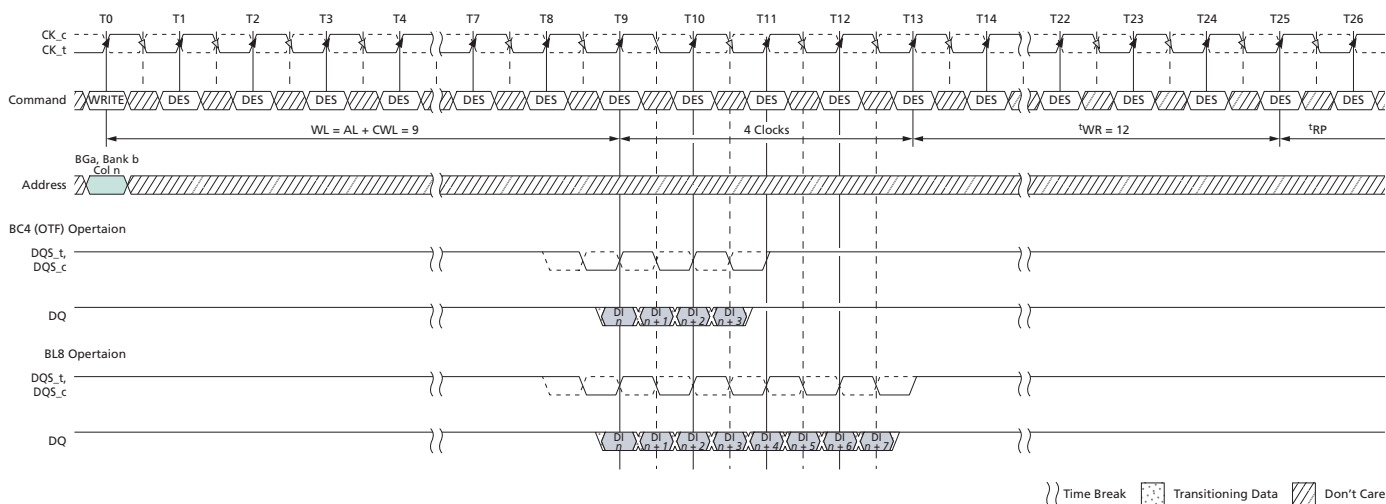 T0 T1 T2 T3 T4 T7 T8 T9 T10 T11 T12 T13 T14 T22 T23 T24 T25 T26
CK_c
CK_t
Command WRITE DES DES DES DES DES DES DES DES DES DES DES DES DES DES DES DES DES
WL = AL + CWL = 9 4 Clocks tWR = 12 tRP
BGa, Bank b
Col n
Address
BC4 (OTF) Opertaion
DQS_t,
DQS_c
DQ DI n DI n + 1 DI n + 2 DI n + 3
BL8 Opertaion
DQS_t,
DQS_c
DQ DI n DI n + 1 DI n + 2 DI n + 3 DI n + 4 DI n + 5 DI n + 6 DI n + 7
Time Break Transitioning Data Don't Care